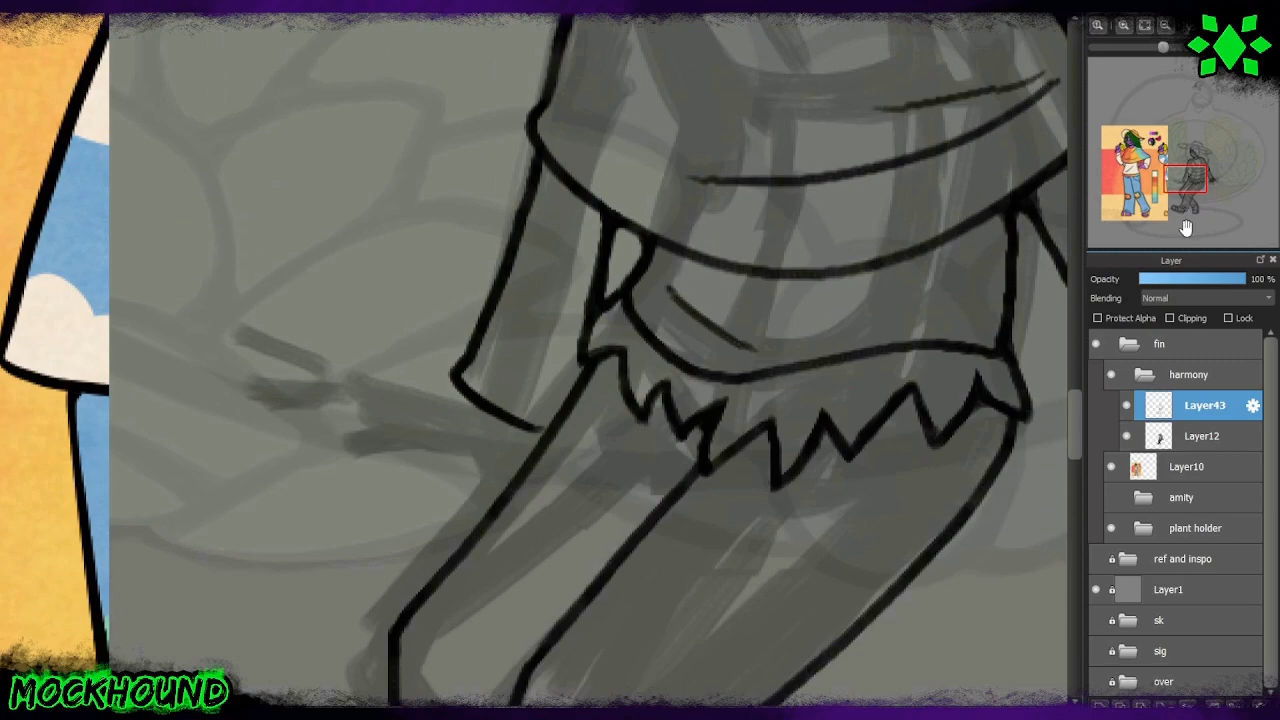 Layer
Opacity 100 %
Blending Normal
Protect Alpha Clipping Lock
fin
harmony
Layer43
Layer12
Layer10
amity
plant holder
ref and inspo
Layer1
sk
sig
over
MOCKHOUND